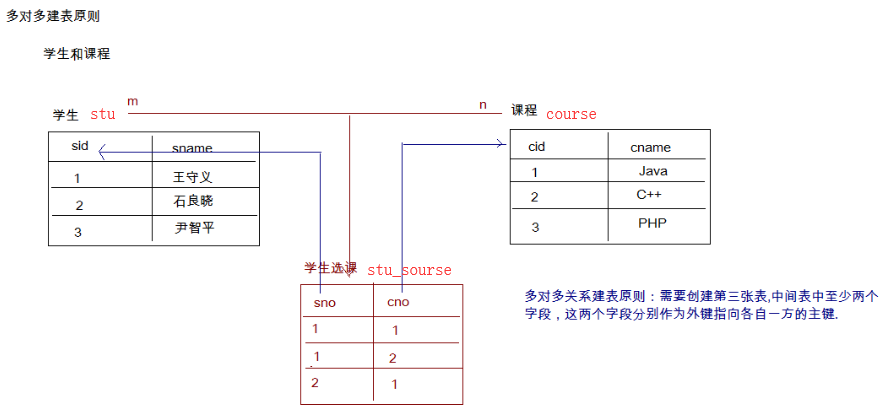 多对多建表原则
学生和课程
m
n
学生 stu
课程 course
sid sname
1 王守义
2 石良晓
3 尹智平
cid cname
1 Java
2 C++
3 PHP
学生选课 stu_sourse
sno cno
1 1
1 2
2 1
多对多关系建表原则：需要创建第三张表,中间表中至少两个
字段，这两个字段分别作为外键指向各自一方的主键.